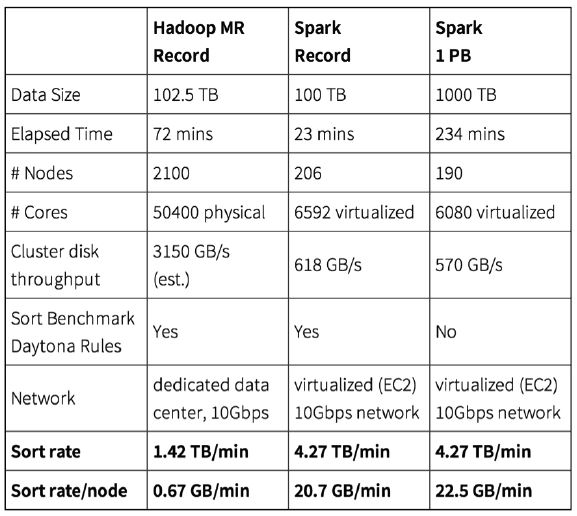 Hadoop MR Spark Spark
Record Record 1 PB
Data Size 102.5 TB 100 TB 1000 TB
Elapsed Time 72 mins 23 mins 234 mins
# Nodes 2100 206 190
# Cores 50400 physical 6592 virtualized 6080 virtualized
Cluster disk 3150 GB/s
throughput (est.) 618 GB/s 570 GB/s
Sort Benchmark
Daytona Rules Yes Yes No
Network dedicated data virtualized (EC2) virtualized (EC2)
center, 10Gbps 10Gbps network 10Gbps network
Sort rate 1.42 TB/min 4.27 TB/min 4.27 TB/min
Sort rate/node 0.67 GB/min 20.7 GB/min 22.5 GB/min